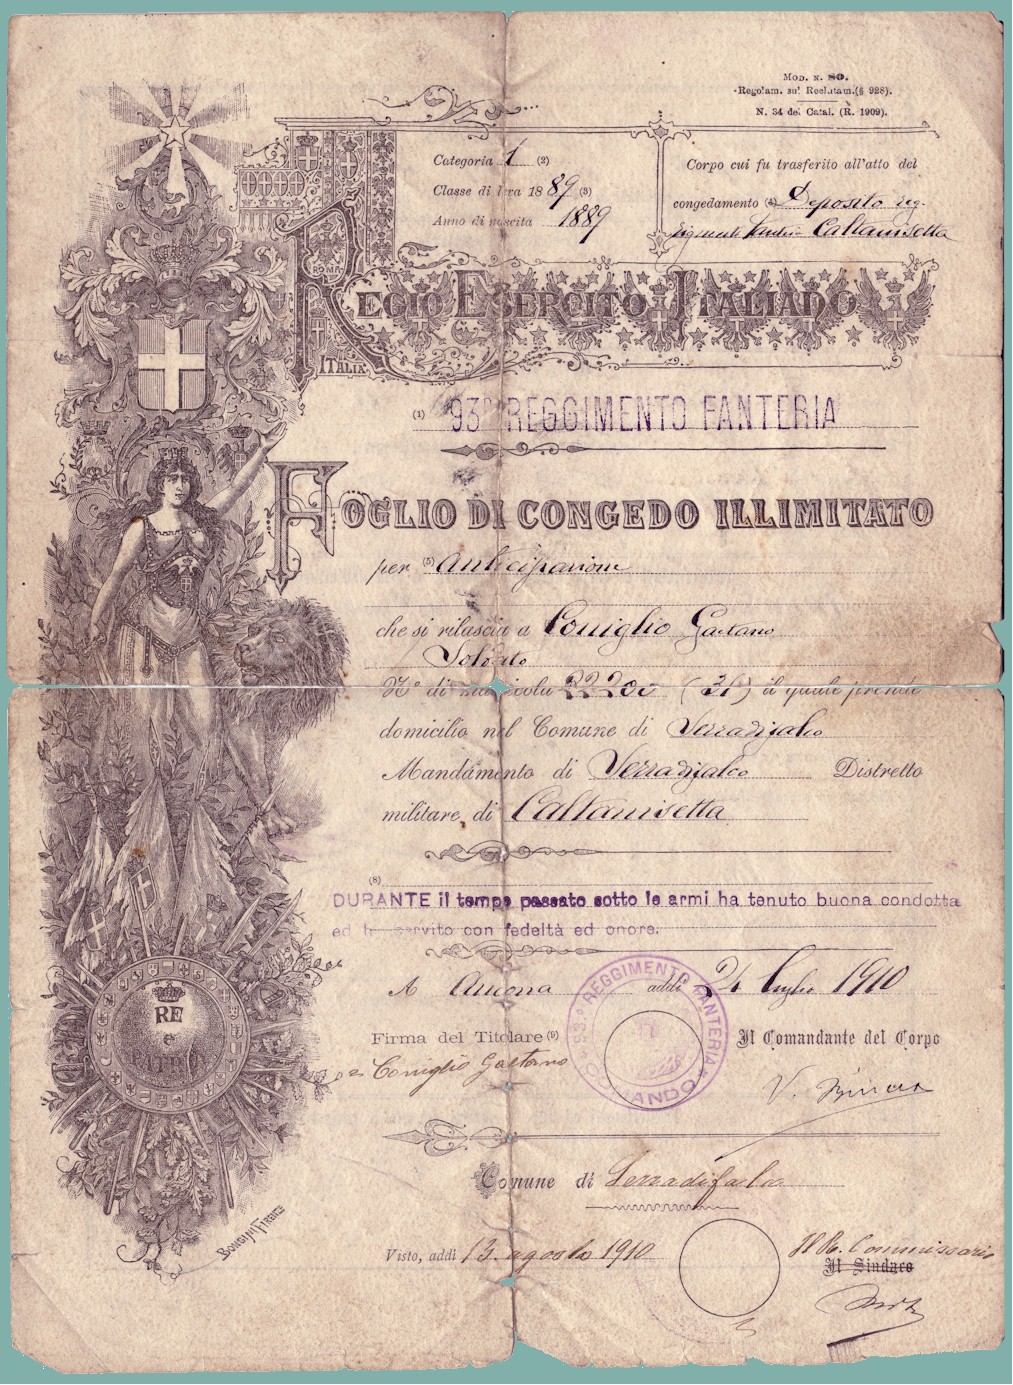 Mod. n. 80.
Regolam. sul Reclutam. (§ 928).
N. 34 del Catal. (R. 1909).
Categoria 1 (2)
Classe di leva 1889 (3)
Anno di nascita 1889
Corpo cui fu trasferito all'atto del
congedamento (4) Deposito reg.
Caltanisetta
ROMA
REGIO ESERCITO ITALIANO
ITALIA
(1) 93° REGGIMENTO FANTERIA
FOGLIO DI CONGEDO ILLIMITATO
per (5) anticipazione
che si rilascia a Coniglio Gaetano
Soldato
N.° di matricola 22200 (31) il quale prende
domicilio nel Comune di Serradifalco
Mandamento di Serradifalco Distretto
militare di Caltanisetta
(8)
DURANTE il tempo passato sotto le armi ha tenuto buona condotta
ed ha servito con fedeltà ed onore.
A Ancona addì 24 luglio 1910
RE
e
PATRIA
Firma del Titolare (9)
Coniglio Gaetano
93° REGGIMENTO FANTERIA
COMANDO
Il Comandante del Corpo
Comune di Serradifalco
BONGINI FIRENZE
Visto, addì 13 agosto 1910
Il R. Commissario
Il Sindaco